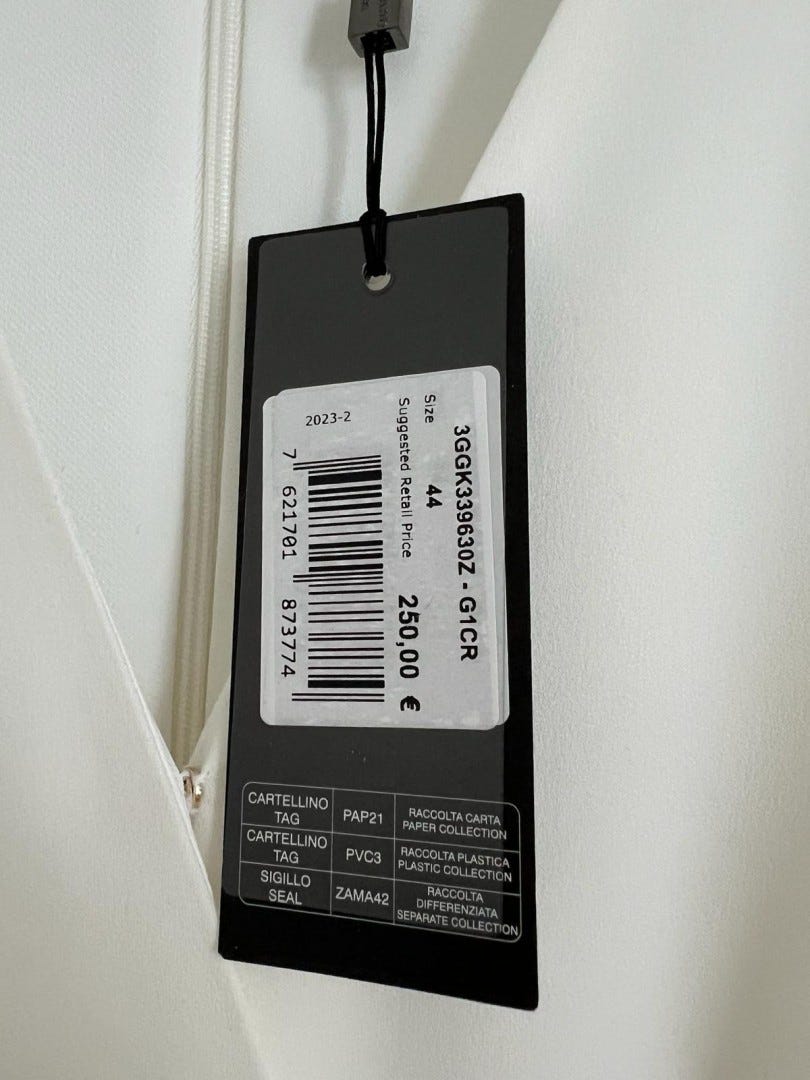 3GGK339630Z - G1CR
Size 44
Suggested Retail Price 250,00 €
2023-2
7 621701 873774
CARTELLINO
TAG
PAP21
RACCOLTA CARTA
PAPER COLLECTION
CARTELLINO
TAG
PVC3
RACCOLTA PLASTICA
PLASTIC COLLECTION
SIGILLO
SEAL
ZAMA42
RACCOLTA
DIFFERENZIATA
SEPARATE COLLECTION